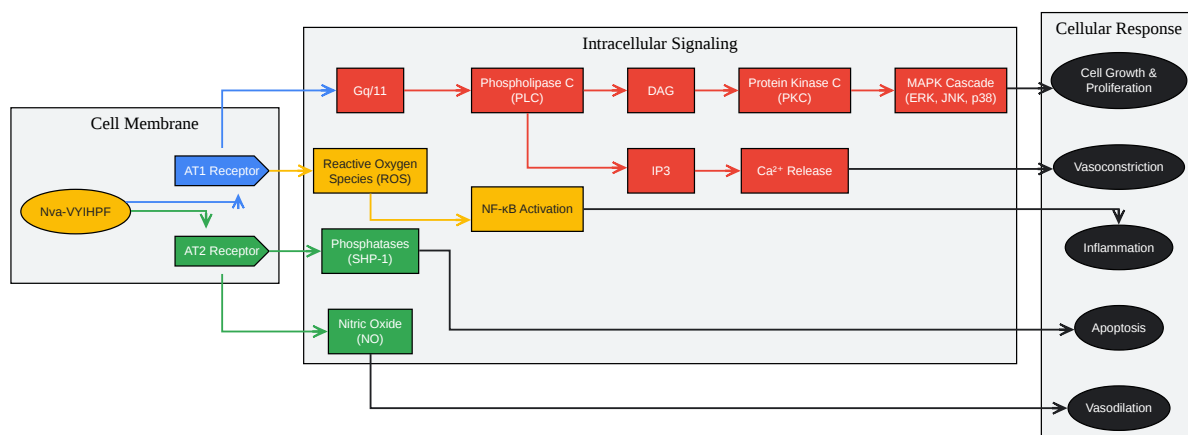 Cell Membrane
Nva-VYIHPF
AT1 Receptor
AT2 Receptor
Intracellular Signaling
Gq/11
Phospholipase C
(PLC)
DAG
Protein Kinase C
(PKC)
MAPK Cascade
(ERK, JNK, p38)
Reactive Oxygen
Species (ROS)
IP3
Ca²⁺ Release
NF-κB Activation
Phosphatases
(SHP-1)
Nitric Oxide
(NO)
Cellular Response
Cell Growth &
Proliferation
Vasoconstriction
Inflammation
Apoptosis
Vasodilation